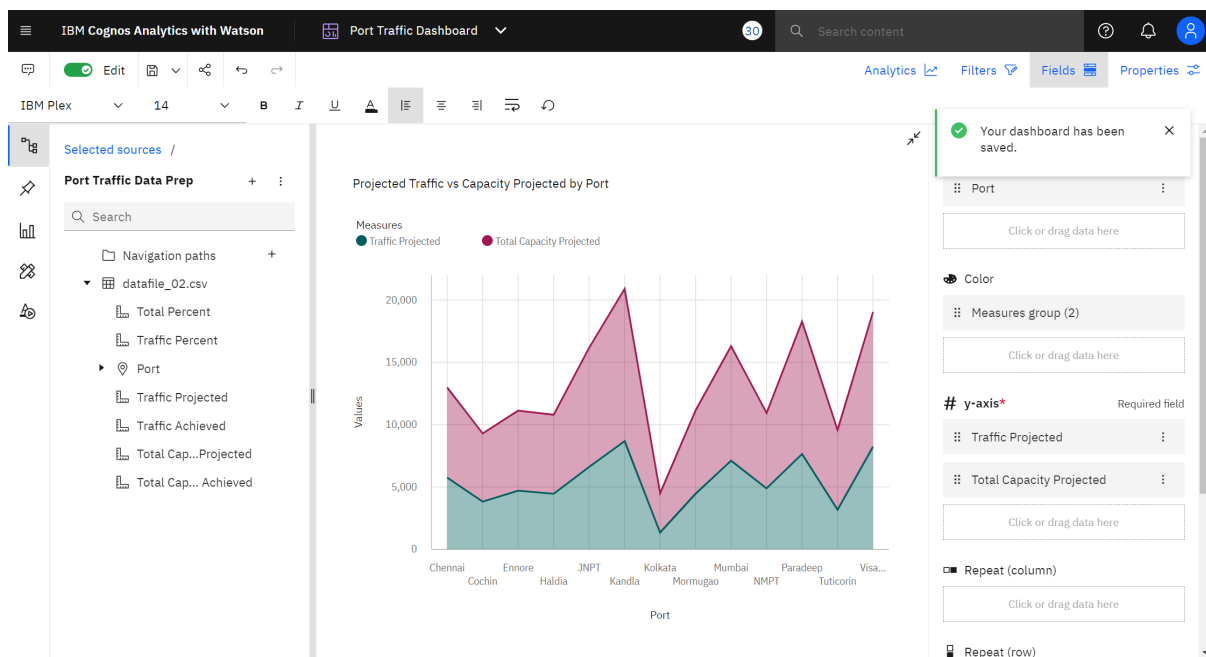 IBM Cognos Analytics with Watson
Port Traffic Dashboard
30
Search content
Edit
Analytics
Filters
Fields
Properties
IBM Plex
14
B
I
U
A
Your dashboard has been
saved.
Selected sources /
Port Traffic Data Prep
Search
Navigation paths
datafile_02.csv
Total Percent
Traffic Percent
Port
Traffic Projected
Traffic Achieved
Total Cap...Projected
Total Cap... Achieved
Projected Traffic vs Capacity Projected by Port
Measures
Traffic Projected
Total Capacity Projected
20,000
15,000
10,000
5,000
0
Values
Chennai
Cochin
Ennore
Haldia
JNPT
Kandla
Kolkata
Mormugao
Mumbai
NMPT
Paradeep
Tuticorin
Visa...
Port
Port
Click or drag data here
Color
Measures group (2)
Click or drag data here
# y-axis*
Required field
Traffic Projected
Total Capacity Projected
Click or drag data here
Repeat (column)
Click or drag data here
Repeat (row)